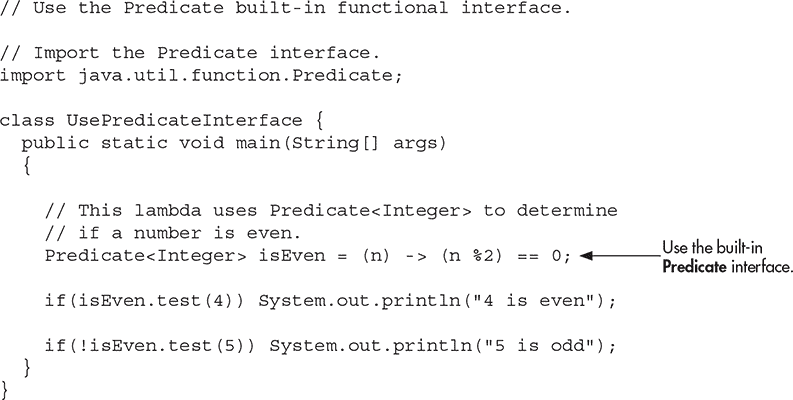 // Use the Predicate built-in functional interface.
// Import the Predicate interface.
import java.util.function.Predicate;
class UsePredicateInterface {
  public static void main(String[] args)
  {
    // This lambda uses Predicate<Integer> to determine
    // if a number is even.
    Predicate<Integer> isEven = (n) -> (n %2) == 0;
Use the built-in
Predicate interface.
    if(isEven.test(4)) System.out.println("4 is even");
    if(!isEven.test(5)) System.out.println("5 is odd");
  }
}